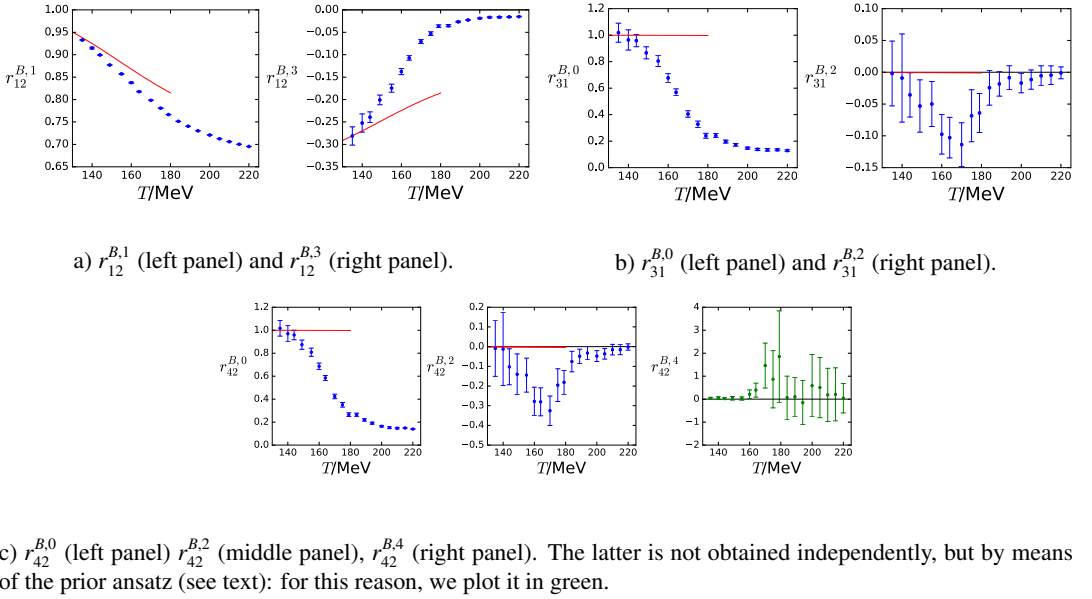 0.95
0.90
0.85
r_{12}^{B,1} 0.80
0.75
0.70
0.65
1.00
140 160 180 200 220
T/MeV
0.00
−0.05
−0.10
r_{12}^{B,3} −0.15
−0.20
−0.25
−0.30
−0.35
140 160 180 200 220
T/MeV
1.2
1.0
0.8
r_{31}^{B,0} 0.6
0.4
0.2
0.0
140 160 180 200 220
T/MeV
0.10
0.05
r_{31}^{B,2} 0.00
−0.05
−0.10
−0.15
140 160 180 200 220
T/MeV
a) r_{12}^{B,1} (left panel) and r_{12}^{B,3} (right panel).
b) r_{31}^{B,0} (left panel) and r_{31}^{B,2} (right panel).
1.2
1.0
0.8
r_{42}^{B,0} 0.6
0.4
0.2
0.0
140 160 180 200 220
T/MeV
0.2
0.1
0.0
r_{42}^{B,2} −0.1
−0.2
−0.3
−0.4
−0.5
140 160 180 200 220
T/MeV
4
3
2
r_{42}^{B,4} 1
0
−1
−2
140 160 180 200 220
T/MeV
c) r_{42}^{B,0} (left panel) r_{42}^{B,2} (middle panel), r_{42}^{B,4} (right panel). The latter is not obtained independently, but by means
of the prior ansatz (see text): for this reason, we plot it in green.